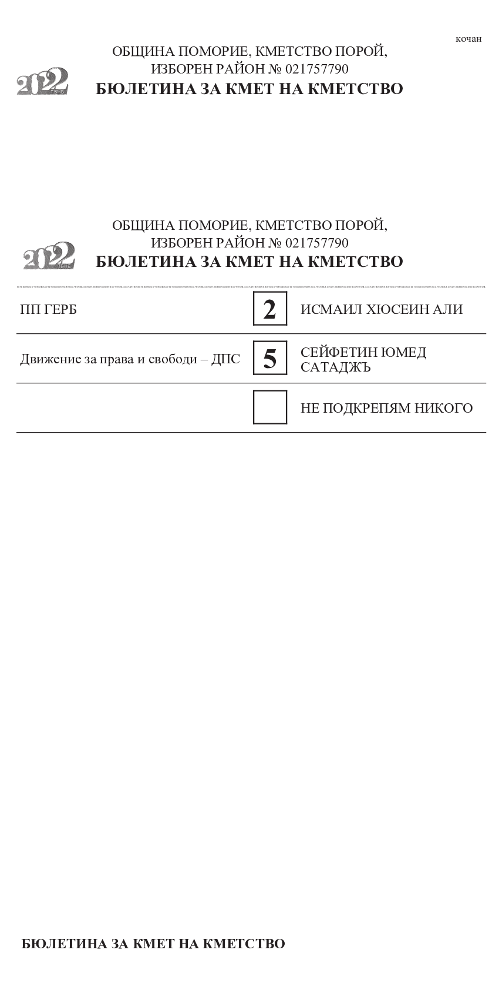 кочан
ОБЩИНА ПОМОРИЕ, КМЕТСТВО ПОРОЙ,
ИЗБОРЕН РАЙОН № 021757790
2022
БЮЛЕТИНА ЗА КМЕТ НА КМЕТСТВО
ОБЩИНА ПОМОРИЕ, КМЕТСТВО ПОРОЙ,
ИЗБОРЕН РАЙОН № 021757790
2022
БЮЛЕТИНА ЗА КМЕТ НА КМЕТСТВО
ПП ГЕРБ 2 ИСМАИЛ ХЮСЕИН АЛИ
Движение за права и свободи – ДПС 5 СЕЙФЕТИН ЮМЕД
САТАДЖЪ
НЕ ПОДКРЕПЯМ НИКОГО
БЮЛЕТИНА ЗА КМЕТ НА КМЕТСТВО